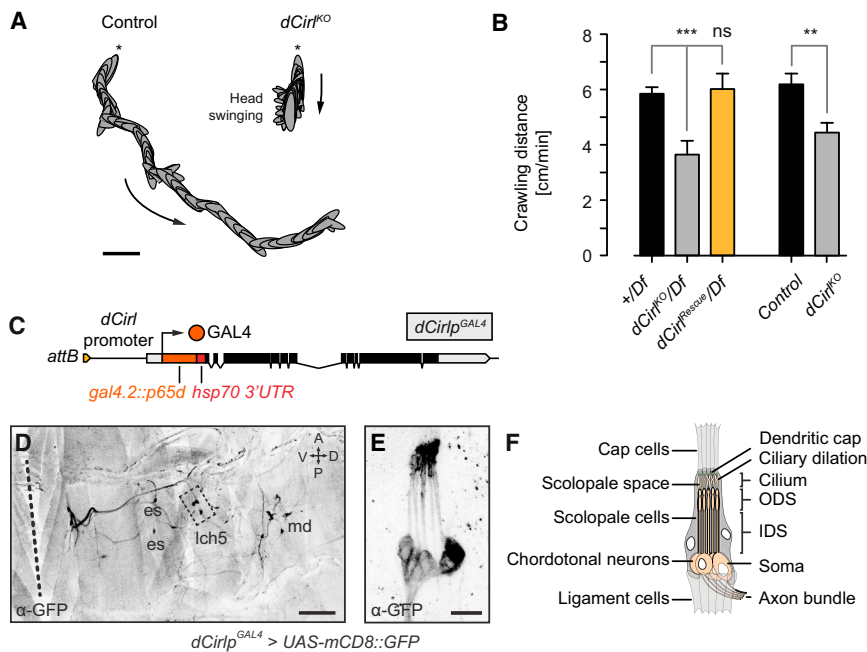 A
Control
dCirl^KO
*
*
Head
swinging
B
Crawling distance
[cm/min]
8
6
4
2
0
***
ns
**
+/Df
dCirl^KO/Df
dCirl^Rescue/Df
Control
dCirl^KO
C
dCirl
promoter
GAL4
dCirlp^GAL4
attB
gal4.2::p65d hsp70 3'UTR
D
A
V D
P
es
es
lch5
md
α-GFP
E
α-GFP
dCirlp^GAL4 > UAS-mCD8::GFP
F
Cap cells
Scolopale space
Scolopale cells
Chordotonal neurons
Ligament cells
Dendritic cap
Ciliary dilation
Cilium
ODS
IDS
Soma
Axon bundle